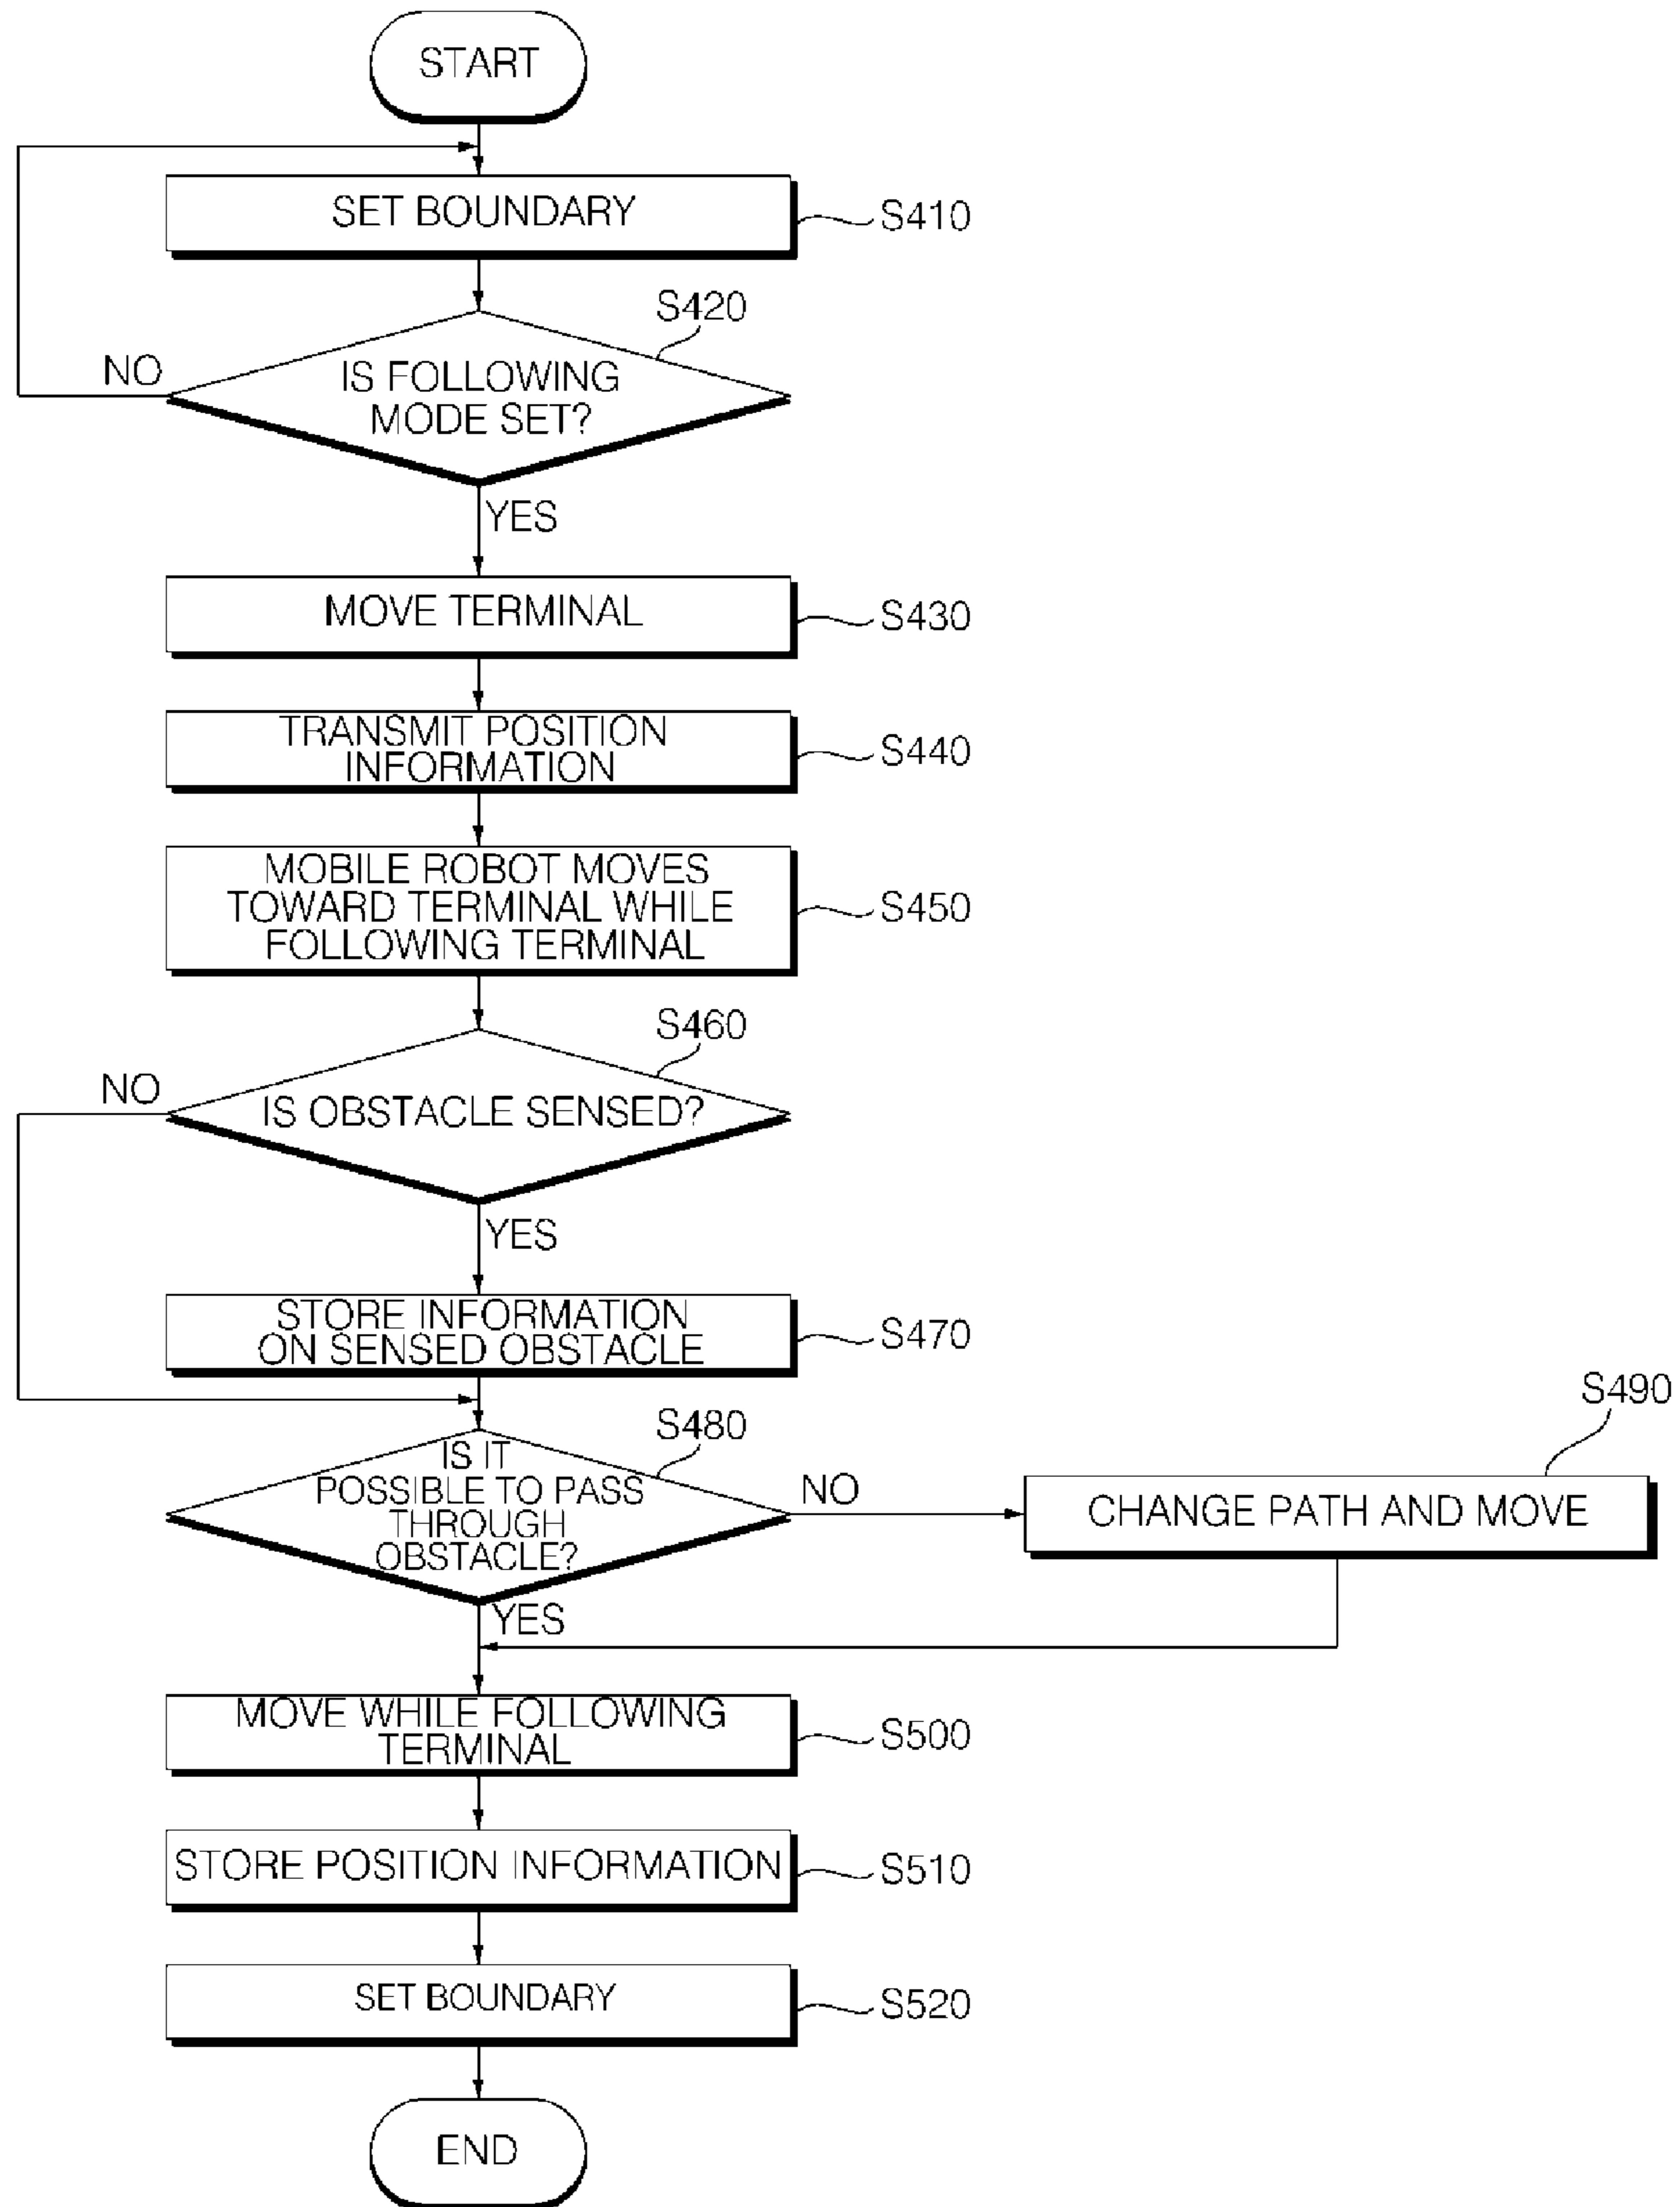 START
SET BOUNDARY
S410
S420
NO
IS FOLLOWING
MODE SET?
YES
MOVE TERMINAL
S430
TRANSMIT POSITION
INFORMATION
S440
MOBILE ROBOT MOVES
TOWARD TERMINAL WHILE
FOLLOWING TERMINAL
S450
S460
NO
IS OBSTACLE SENSED?
YES
STORE INFORMATION
ON SENSED OBSTACLE
S470
S480
IS IT
POSSIBLE TO PASS
THROUGH
OBSTACLE?
NO
S490
CHANGE PATH AND MOVE
YES
MOVE WHILE FOLLOWING
TERMINAL
S500
STORE POSITION INFORMATION
S510
SET BOUNDARY
S520
END